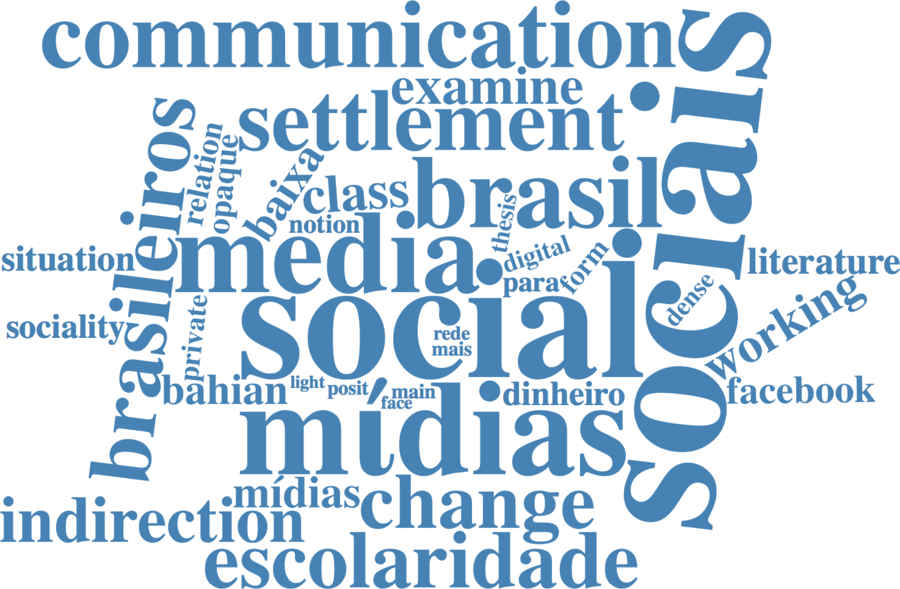 communication
sociais
examine
settlement
brasileiros
relation
opaque
baixa
class
brasil
notion
thesis
media
digital
form
para
situation
literature
social
dense
working
sociality
private
rede
mais
bahian
light
posit
main
face
dinheiro
facebook
mídias
mídias
change
indirection
escolaridade